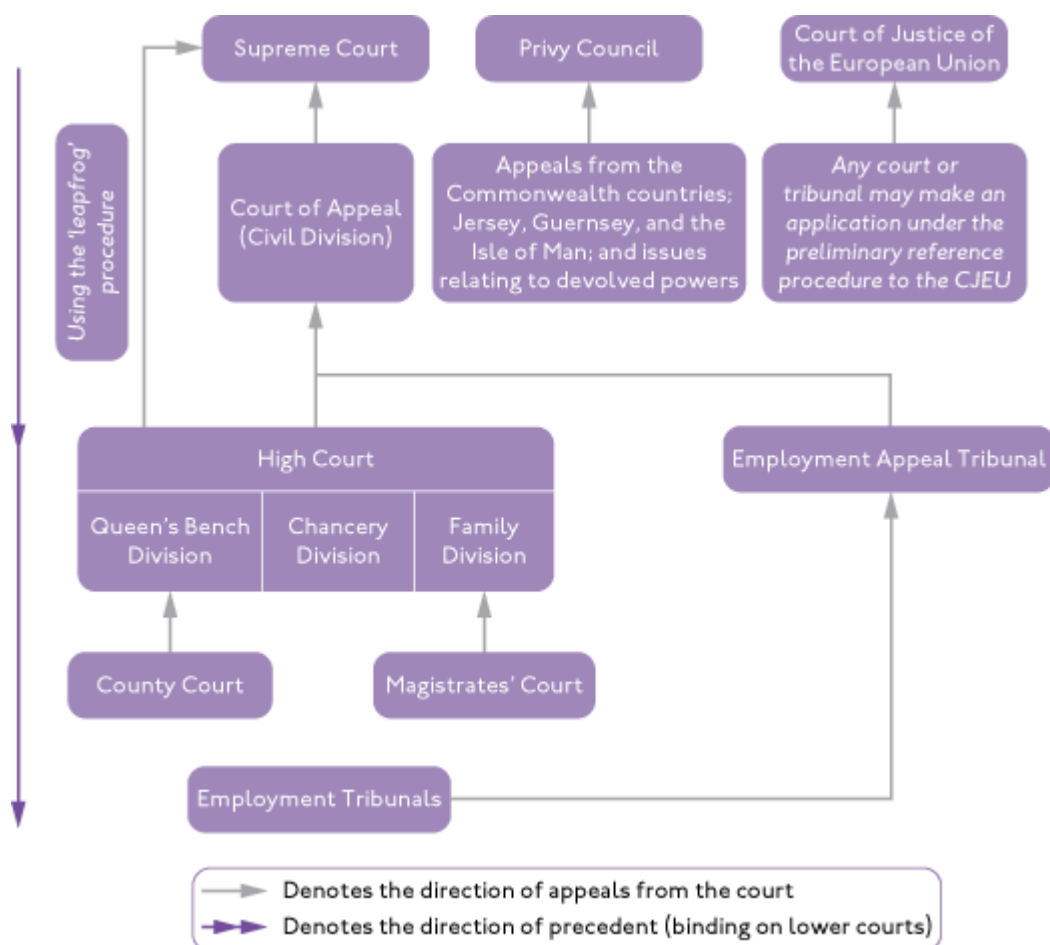 Supreme Court
Privy Council
Court of Justice of
the European Union
Using the ‘leapfrog’
procedure
Court of Appeal
(Civil Division)
Appeals from the
Commonwealth countries;
Jersey, Guernsey, and the
Isle of Man; and issues
relating to devolved powers
Any court or
tribunal may make an
application under the
preliminary reference
procedure to the CJEU
High Court
Employment Appeal Tribunal
Queen’s Bench
Division
Chancery
Division
Family
Division
County Court
Magistrates’ Court
Employment Tribunals
Denotes the direction of appeals from the court
Denotes the direction of precedent (binding on lower courts)